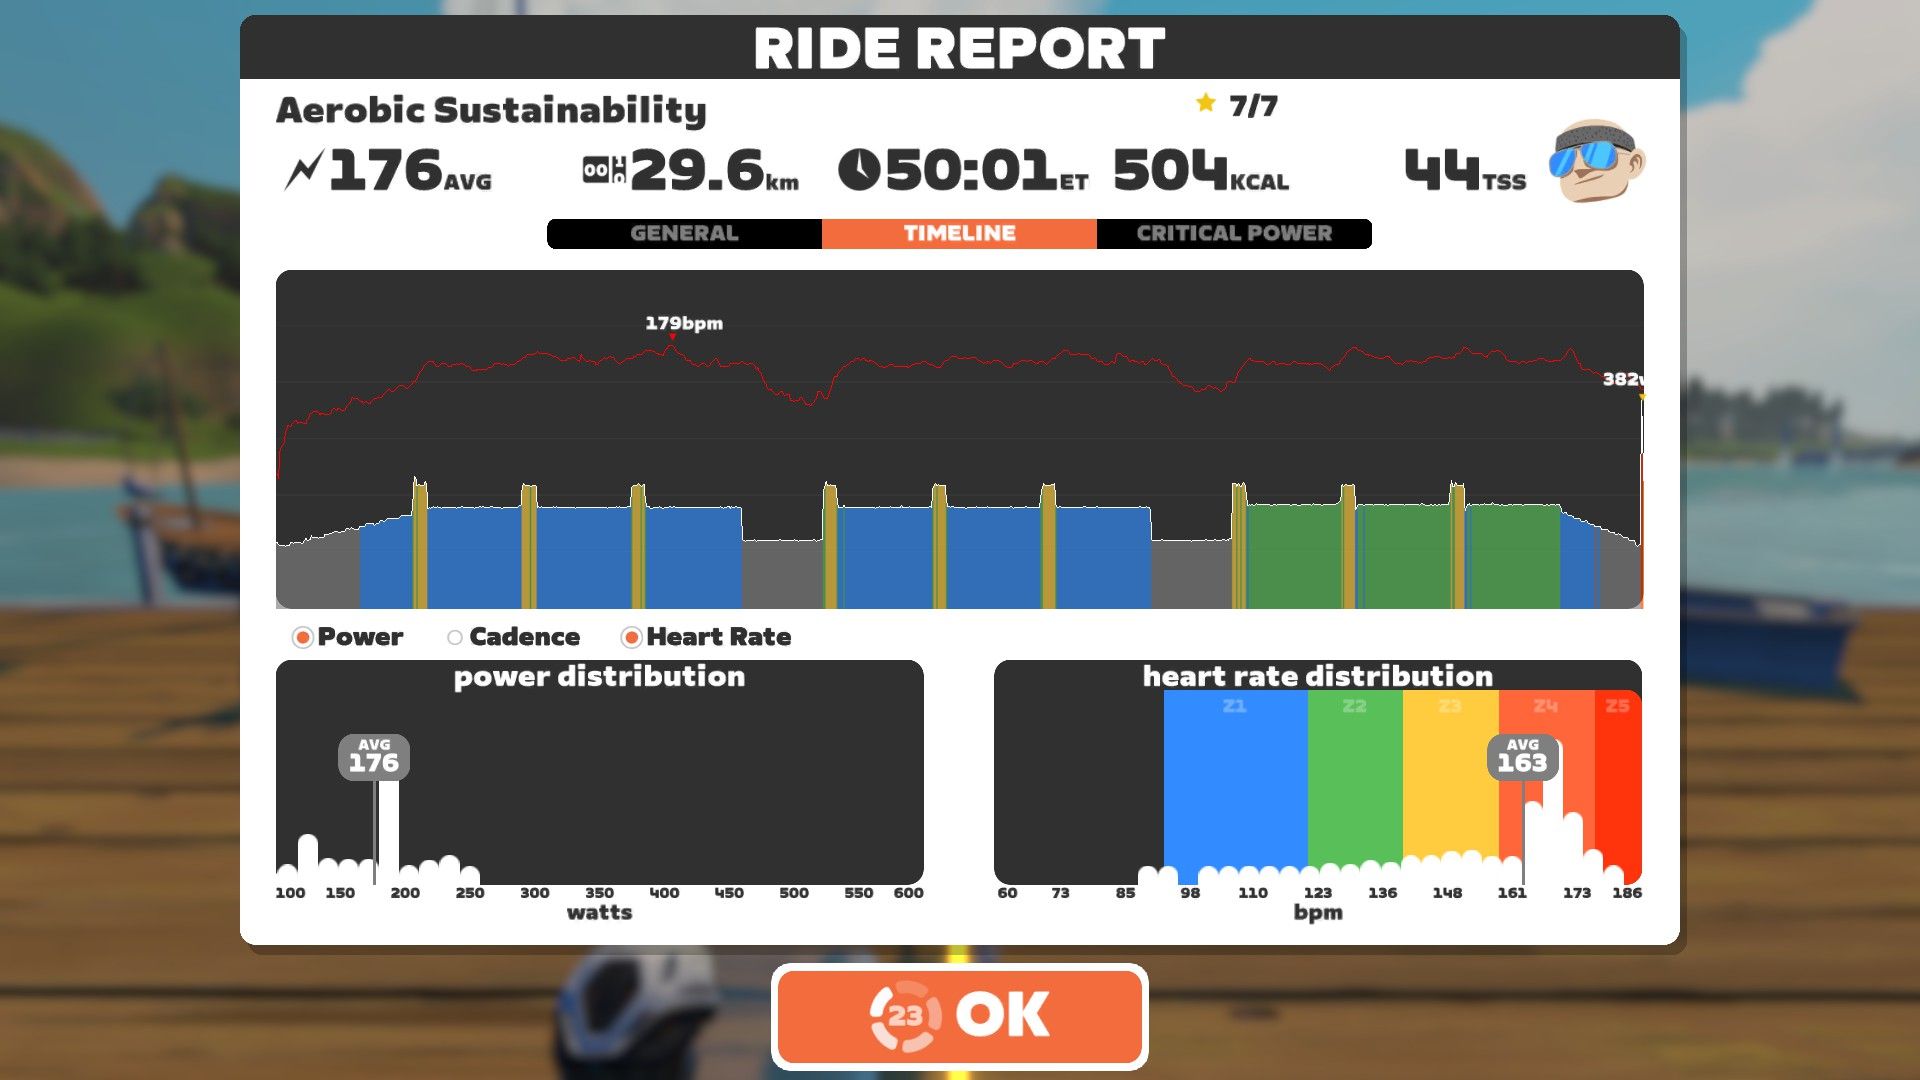 RIDE REPORT
Aerobic Sustainability
7/7
176AVG 29.6km 50:01ET 504KCAL 44TSS
GENERAL TIMELINE CRITICAL POWER
179bpm
382w
Power Cadence Heart Rate
power distribution
AVG
176
100 150 200 250 300 350 400 450 500 550 600
watts
heart rate distribution
Z1 Z2 Z3 Z4 Z5
AVG
163
60 73 85 98 110 123 136 148 161 173 186
bpm
23 OK